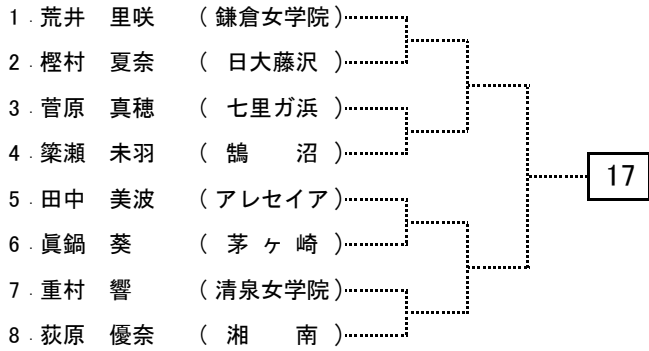 1．荒井　里咲　（鎌倉女学院）
2．樫村　夏奈　（　日大藤沢　）
3．菅原　真穂　（　七里ガ浜　）
4．簗瀬　未羽　（　鵠　　沼　）
17
5．田中　美波　（アレセイア）
6．眞鍋　葵　（　茅ヶ崎　）
7．重村　響　（清泉女学院）
8．荻原　優奈　（　湘　　南　）